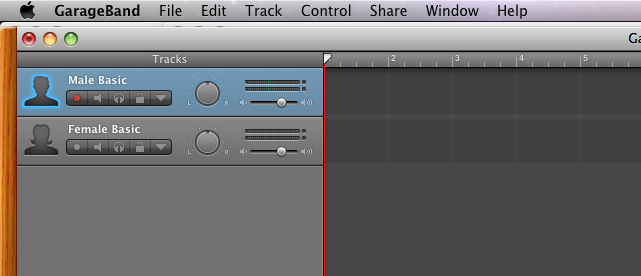 GarageBand File Edit Track Control Share Window Help
Ga
Tracks
2 3 4 5
Male Basic
L R
Female Basic
L R